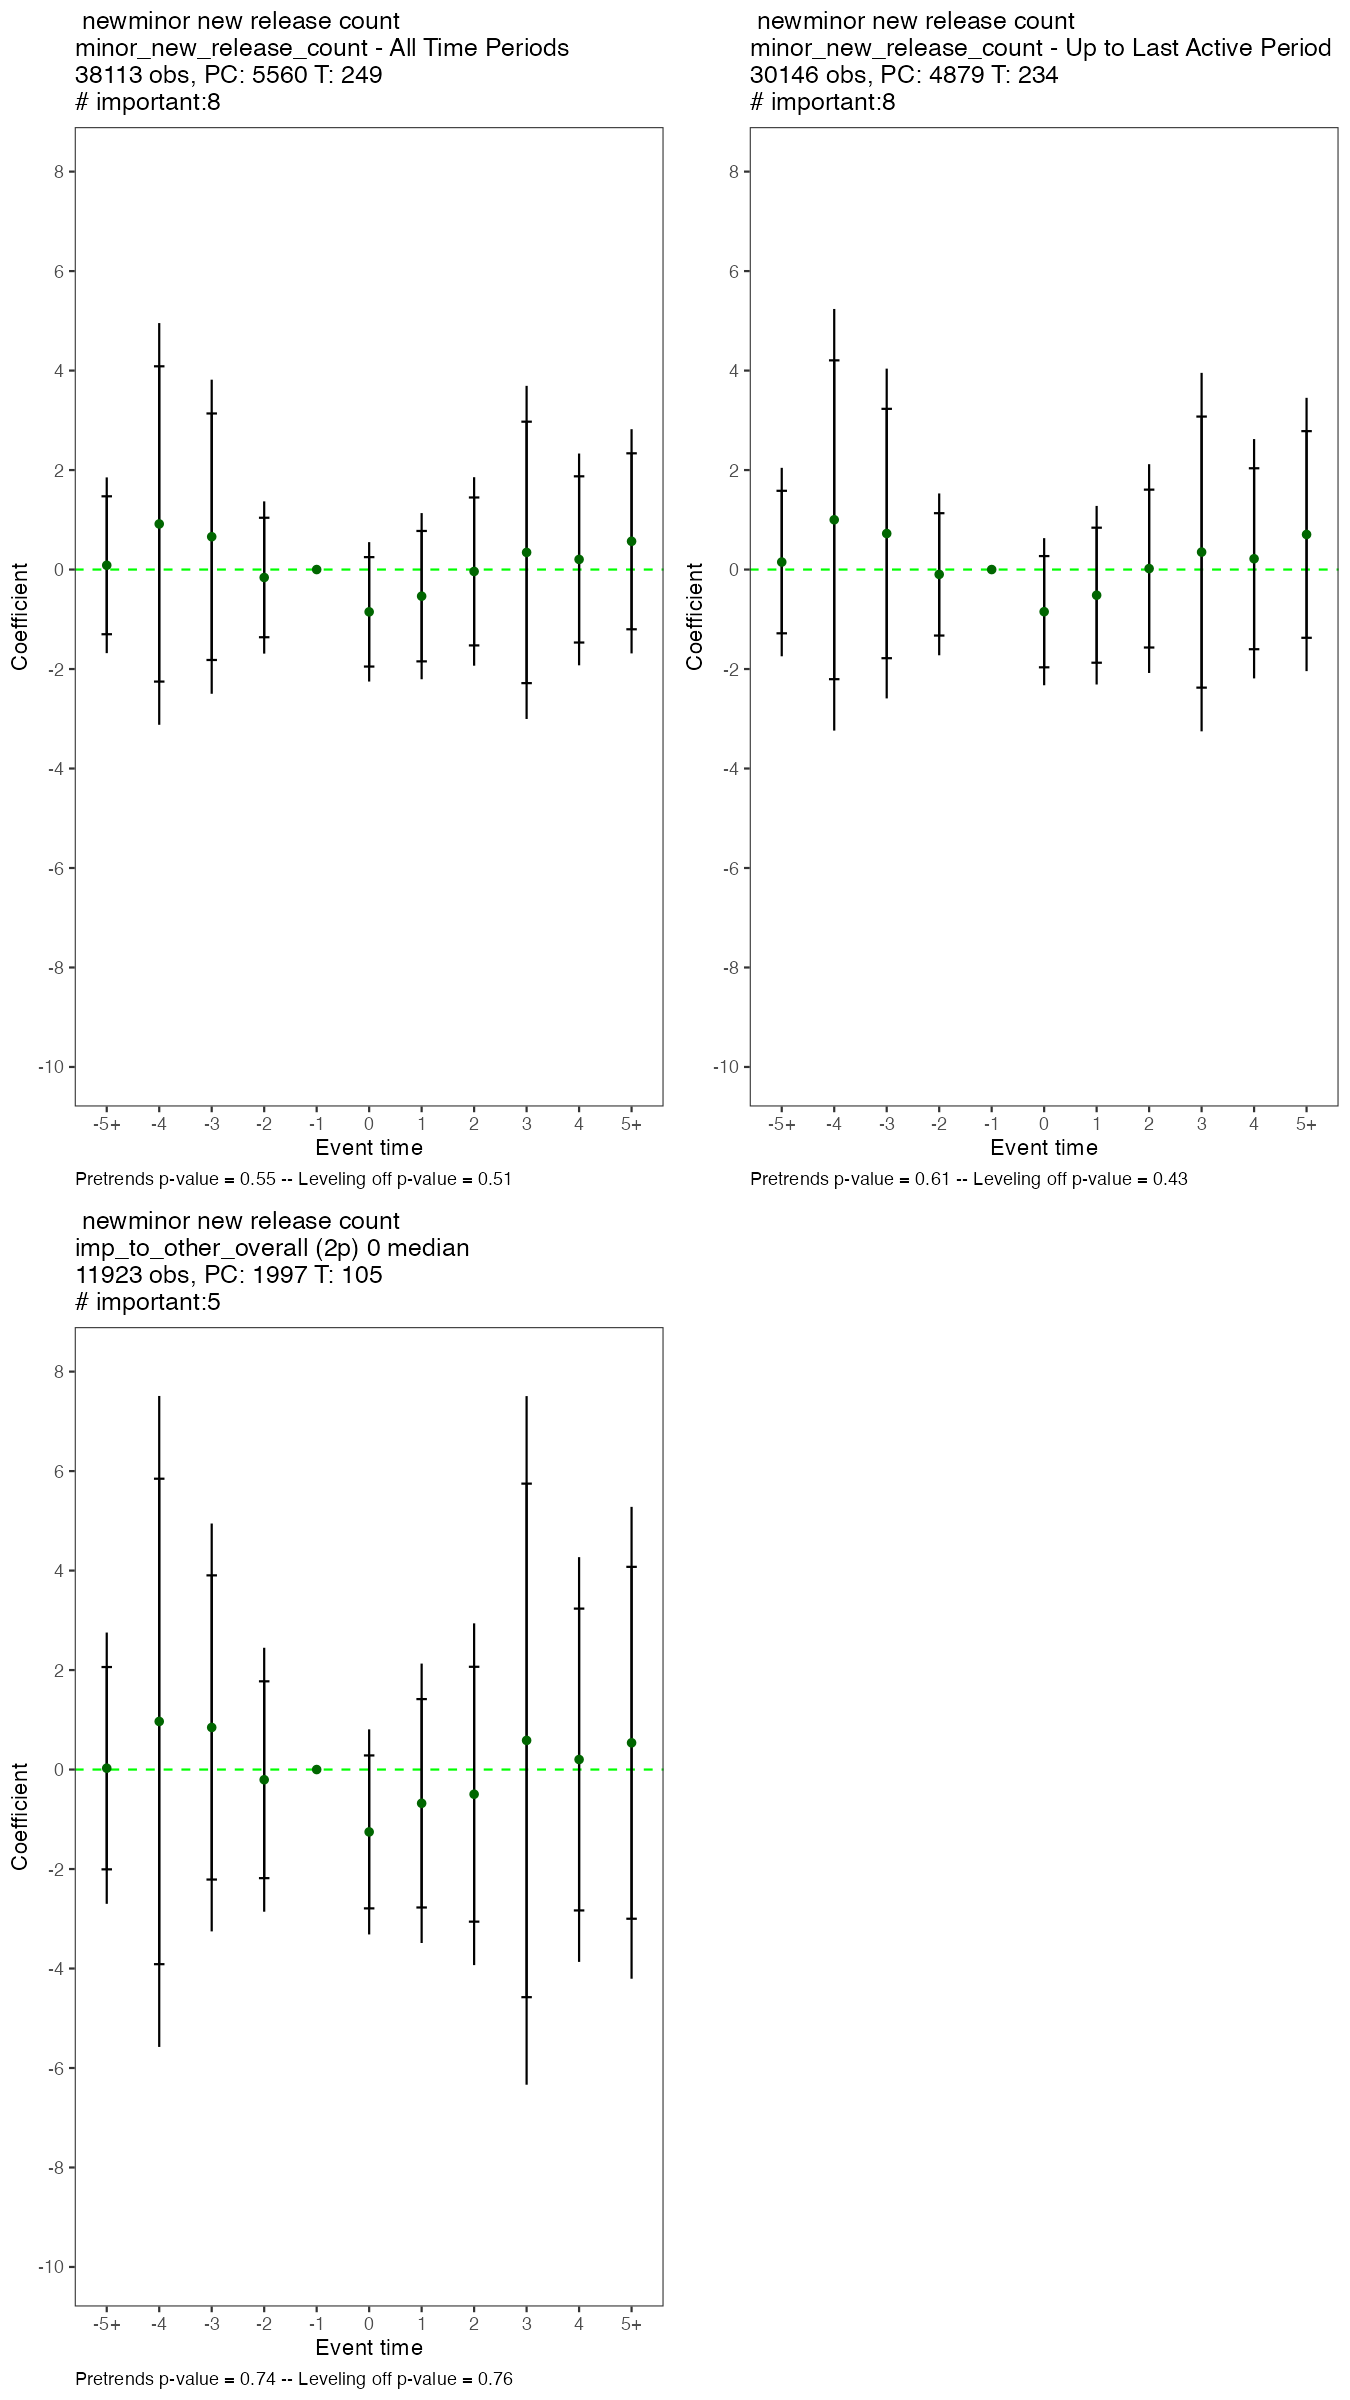 newminor new release count
minor_new_release_count - All Time Periods
38113 obs, PC: 5560 T: 249
# important:8
8
6
4
2
0
-2
-4
-6
-8
-10
Coefficient
-5+ -4 -3 -2 -1 0 1 2 3 4 5+
Event time
Pretrends p-value = 0.55 -- Leveling off p-value = 0.51
newminor new release count
minor_new_release_count - Up to Last Active Period
30146 obs, PC: 4879 T: 234
# important:8
8
6
4
2
0
-2
-4
-6
-8
-10
Coefficient
-5+ -4 -3 -2 -1 0 1 2 3 4 5+
Event time
Pretrends p-value = 0.61 -- Leveling off p-value = 0.43
newminor new release count
imp_to_other_overall (2p) 0 median
11923 obs, PC: 1997 T: 105
# important:5
8
6
4
2
0
-2
-4
-6
-8
-10
Coefficient
-5+ -4 -3 -2 -1 0 1 2 3 4 5+
Event time
Pretrends p-value = 0.74 -- Leveling off p-value = 0.76